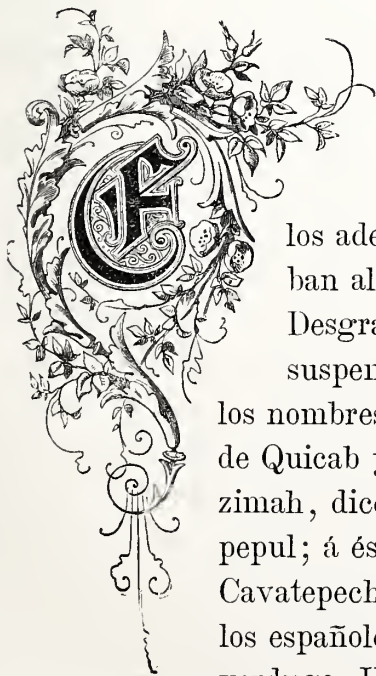 E
los ade
ban al
Desgra
suspen
los nombres
de Quicab
zimah, dice
pepul; á és
Cavatepech
los españole